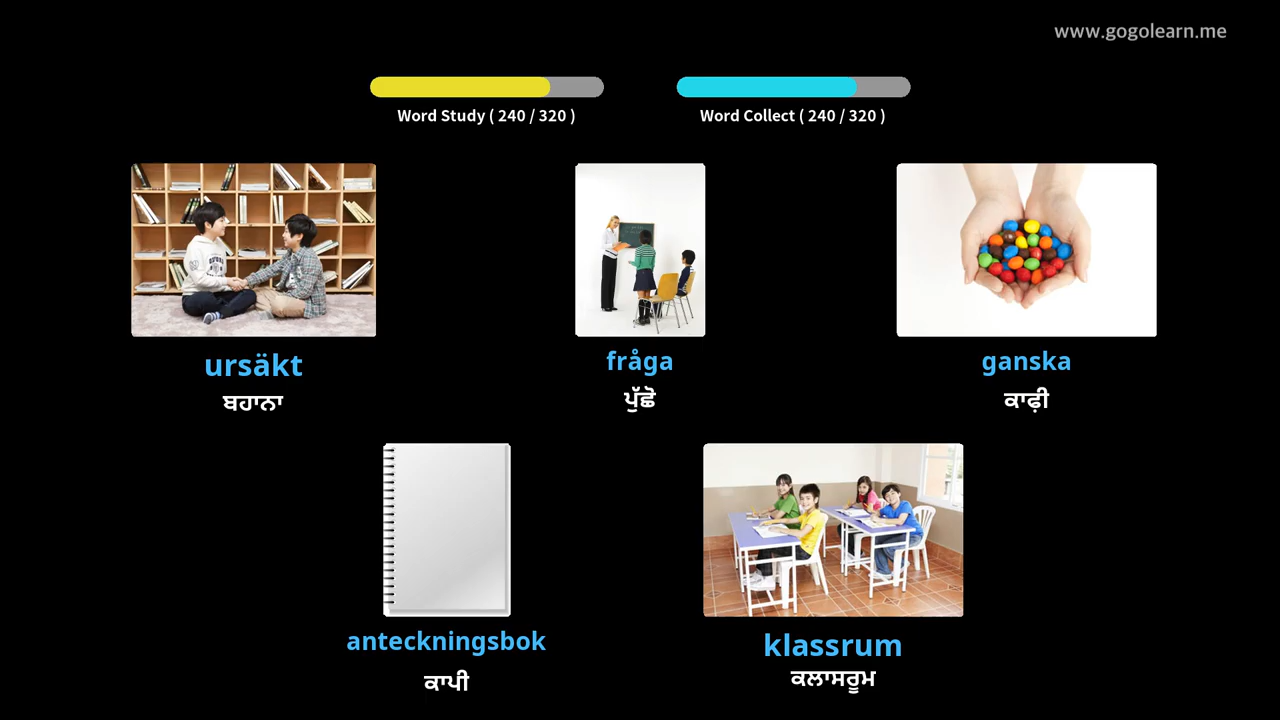 www.gogolearn.me
Word Study ( 240 / 320 )
Word Collect ( 240 / 320 )
ursäkt
ਬਹਾਨਾ
fråga
ਪੁੱਛੋ
ganska
ਕਾਫ਼ੀ
anteckningsbok
ਕਾਪੀ
klassrum
ਕਲਾਸਰੂਮ